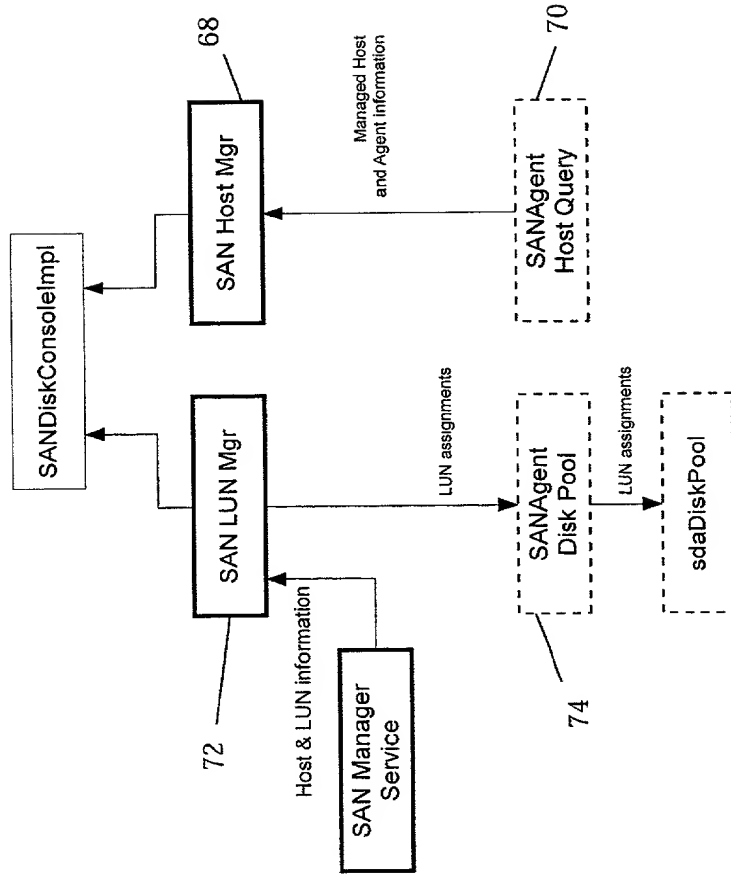 SANDiskConsoleImpl
72
SAN LUN Mgr
SAN Host Mgr
68
Host & LUN information
SAN Manager
Service
LUN assignments
Managed Host
and Agent information
74
SANAgent
Disk Pool
SANAgent
Host Query
70
LUN assignments
sdaDiskPool